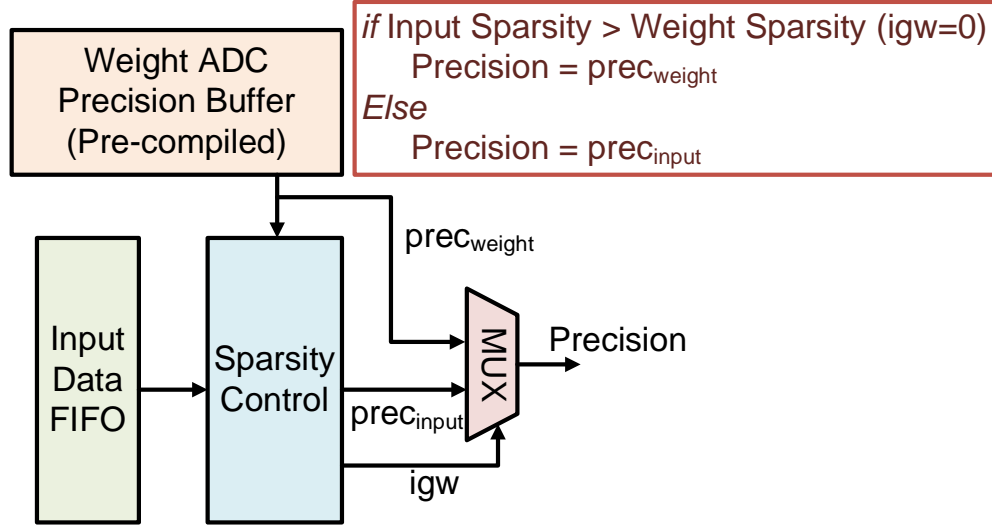 Weight ADC
Precision Buffer
(Pre-compiled)
if Input Sparsity > Weight Sparsity (igw=0)
Precision = prec_weight
Else
Precision = prec_input
prec_weight
Input
Data
FIFO
Sparsity
Control
prec_input
igw
MUX
Precision